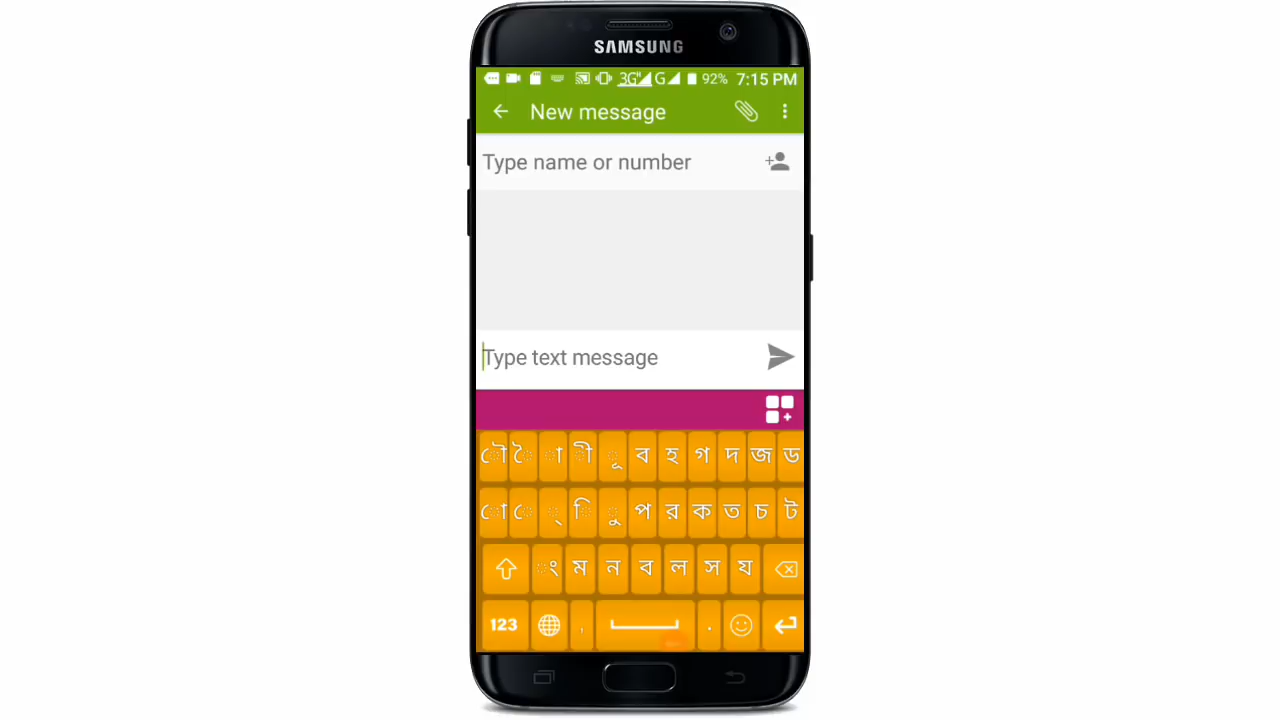 SAMSUNG
3G H G 92% 7:15 PM
New message
Type name or number
Type text message
ৌ ৈ া ী ূ ব হ গ দ জ ড
ো ে ্ ি ু প র ক ত চ ট
ং ম ন ব ল স য
123 , .